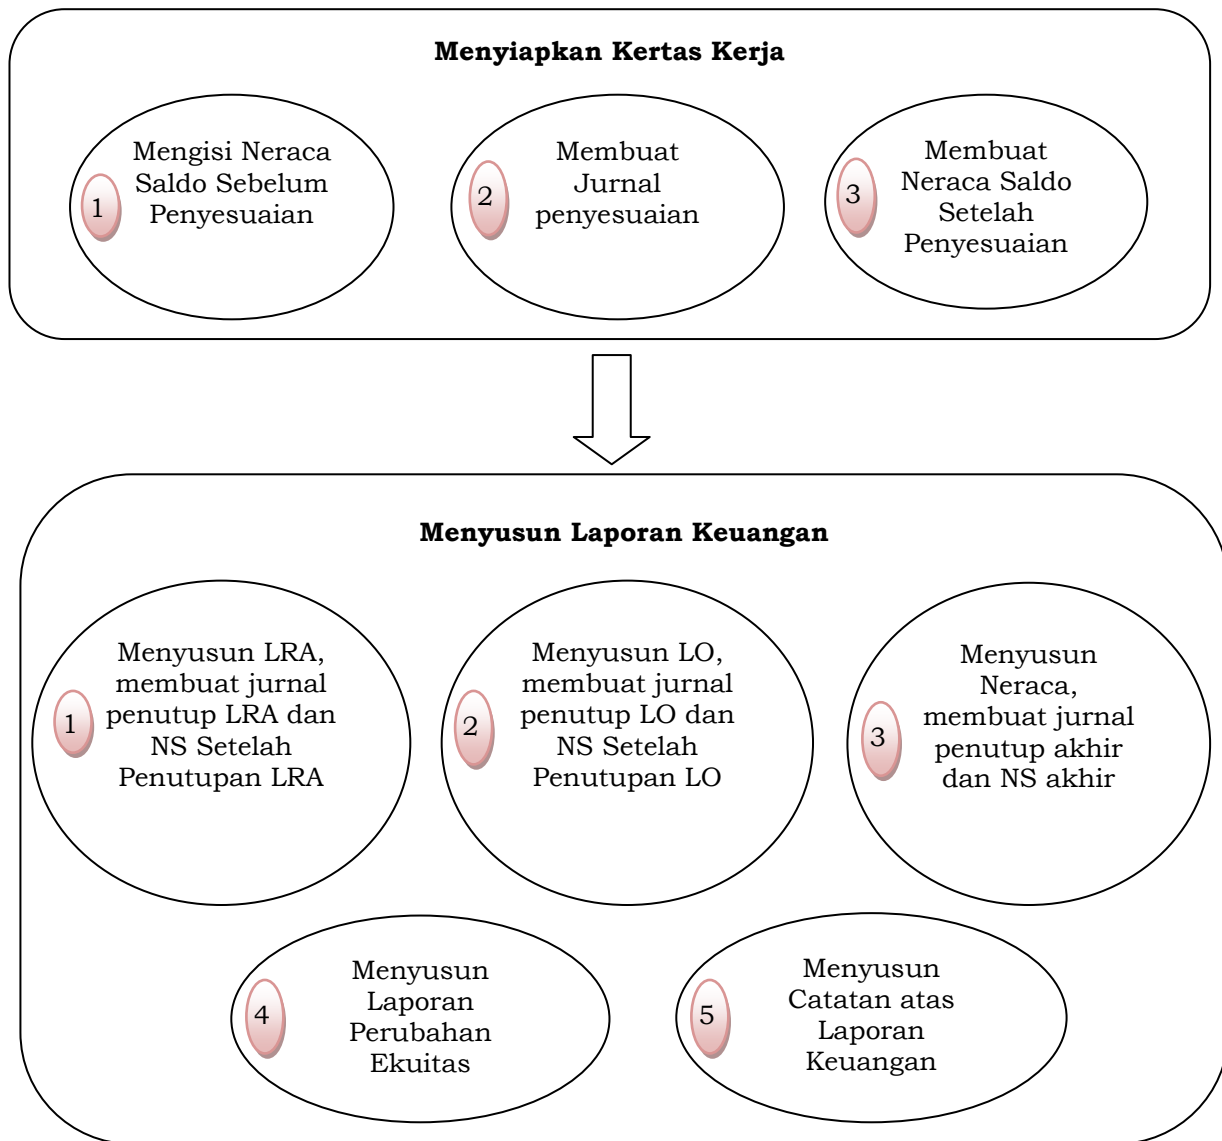 Menyiapkan Kertas Kerja
1
Mengisi Neraca
Saldo Sebelum
Penyesuaian
2
Membuat
Jurnal
penyesuaian
3
Membuat
Neraca Saldo
Setelah
Penyesuaian
Menyusun Laporan Keuangan
1
Menyusun LRA,
membuat jurnal
penutup LRA dan
NS Setelah
Penutupan LRA
2
Menyusun LO,
membuat jurnal
penutup LO dan
NS Setelah
Penutupan LO
3
Menyusun
Neraca,
membuat jurnal
penutup akhir
dan NS akhir
4
Menyusun
Laporan
Perubahan
Ekuitas
5
Menyusun
Catatan atas
Laporan
Keuangan